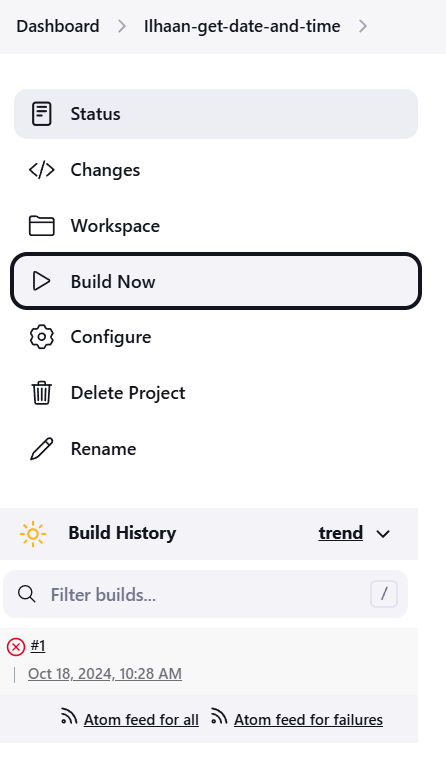 Dashboard > Ilhaan-get-date-and-time >
Status
</> Changes
Workspace
Build Now
Configure
Delete Project
Rename
Build History trend
Filter builds... /
#1
Oct 18, 2024, 10:28 AM
Atom feed for all Atom feed for failures